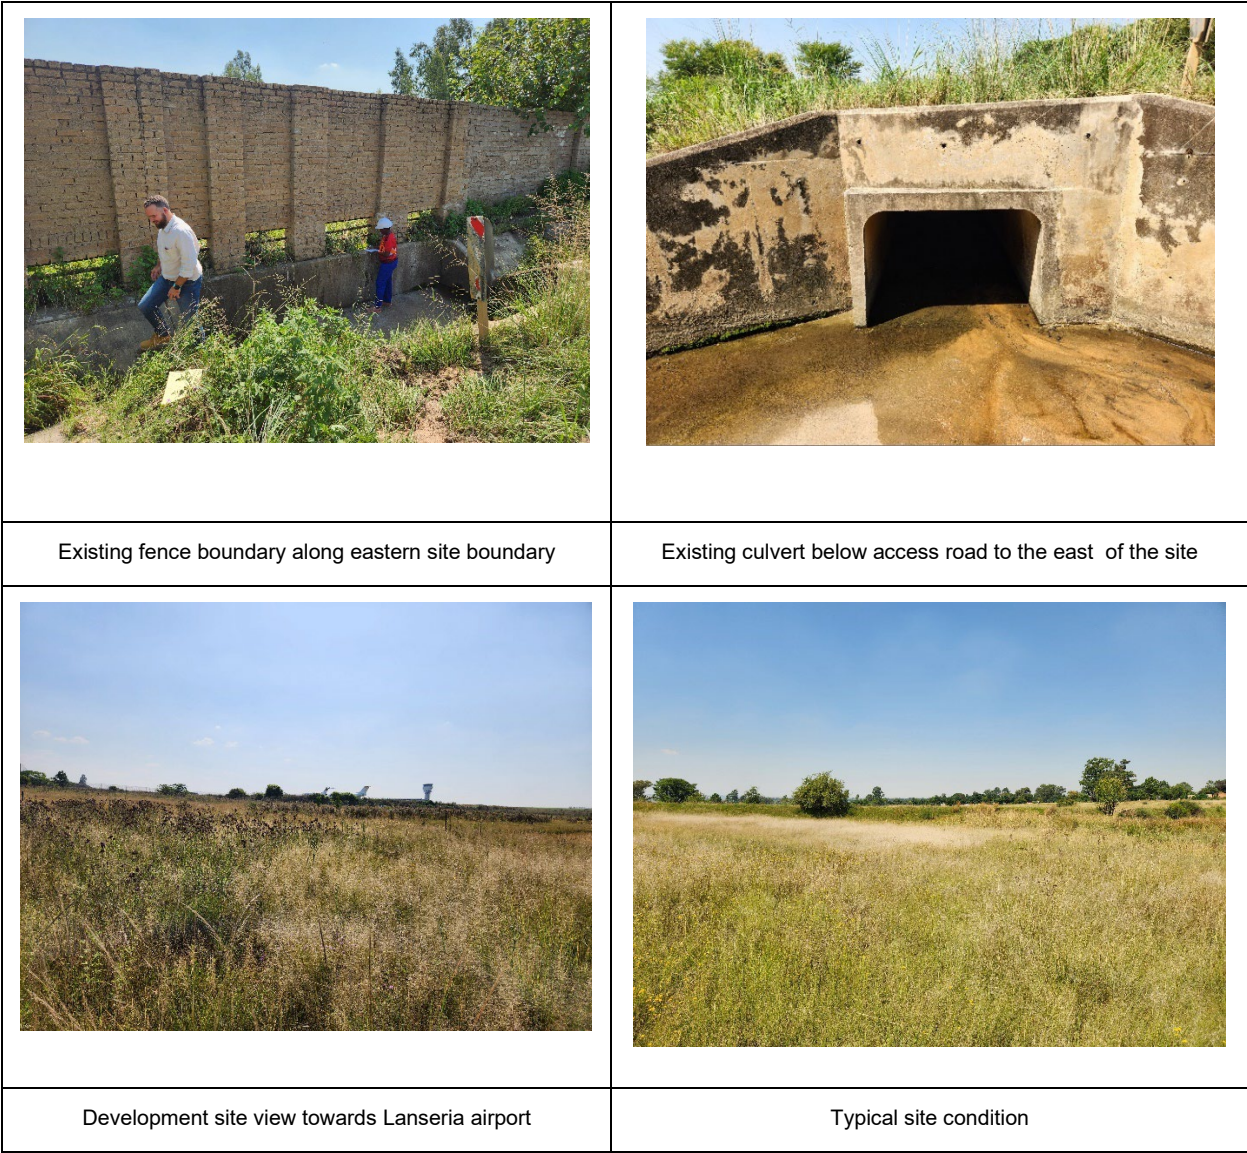 Existing fence boundary along eastern site boundary
Existing culvert below access road to the east  of the site
Development site view towards Lanseria airport
Typical site condition